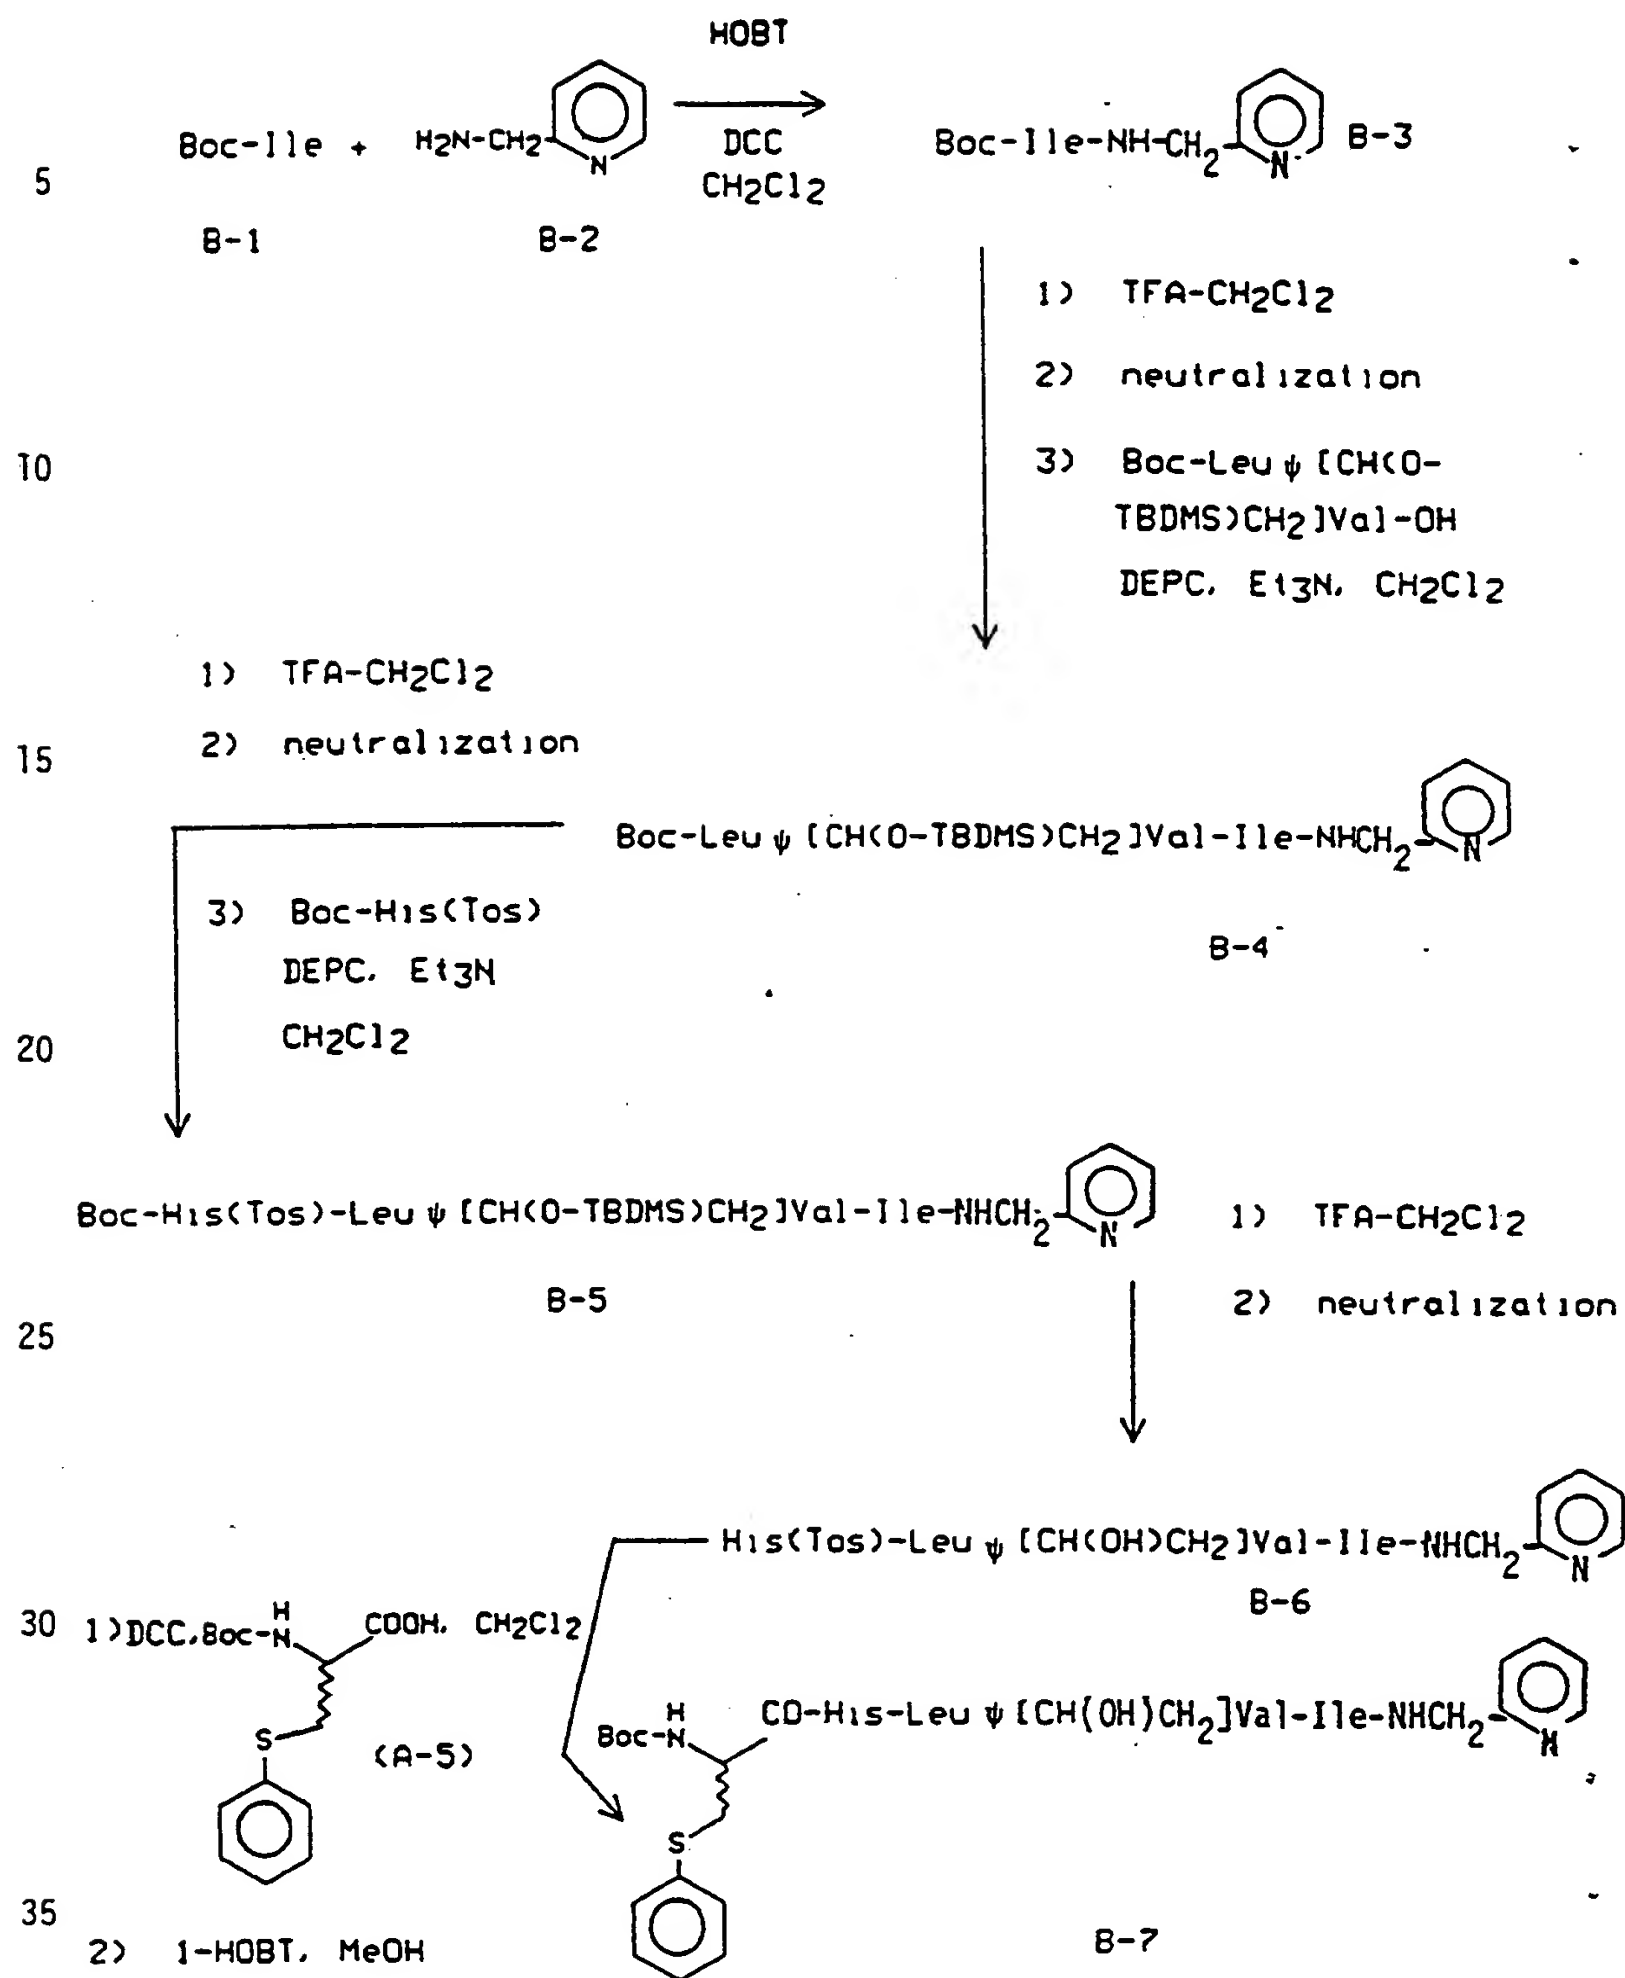 HOBT
Boc-Ile + H2N-CH2- N
DCC
CH2Cl2
Boc-Ile-NH-CH2 N B-3
5
B-1
B-2
1) TFA-CH2Cl2
2) neutralization
10
3) Boc-Leu ψ [CH(O-
TBDMS)CH2]Val-OH
DEPC. Et3N. CH2Cl2
1) TFA-CH2Cl2
15
2) neutralization
Boc-Leu ψ [CH(O-TBDMS)CH2]Val-Ile-NHCH2 N
3) Boc-His(Tos)
DEPC. Et3N
CH2Cl2
B-4
20
Boc-His(Tos)-Leu ψ [CH(O-TBDMS)CH2]Val-Ile-NHCH2 N
B-5
1) TFA-CH2Cl2
2) neutralization
25
His(Tos)-Leu ψ [CH(OH)CH2]Val-Ile-NHCH2 N
B-6
30
1) DCC. Boc-N H COOH. CH2Cl2
S
(A-5)
Boc-N H CO-His-Leu ψ [CH(OH)CH2]Val-Ile-NHCH2 N
S
35
2) 1-HOBT. MeOH
B-7